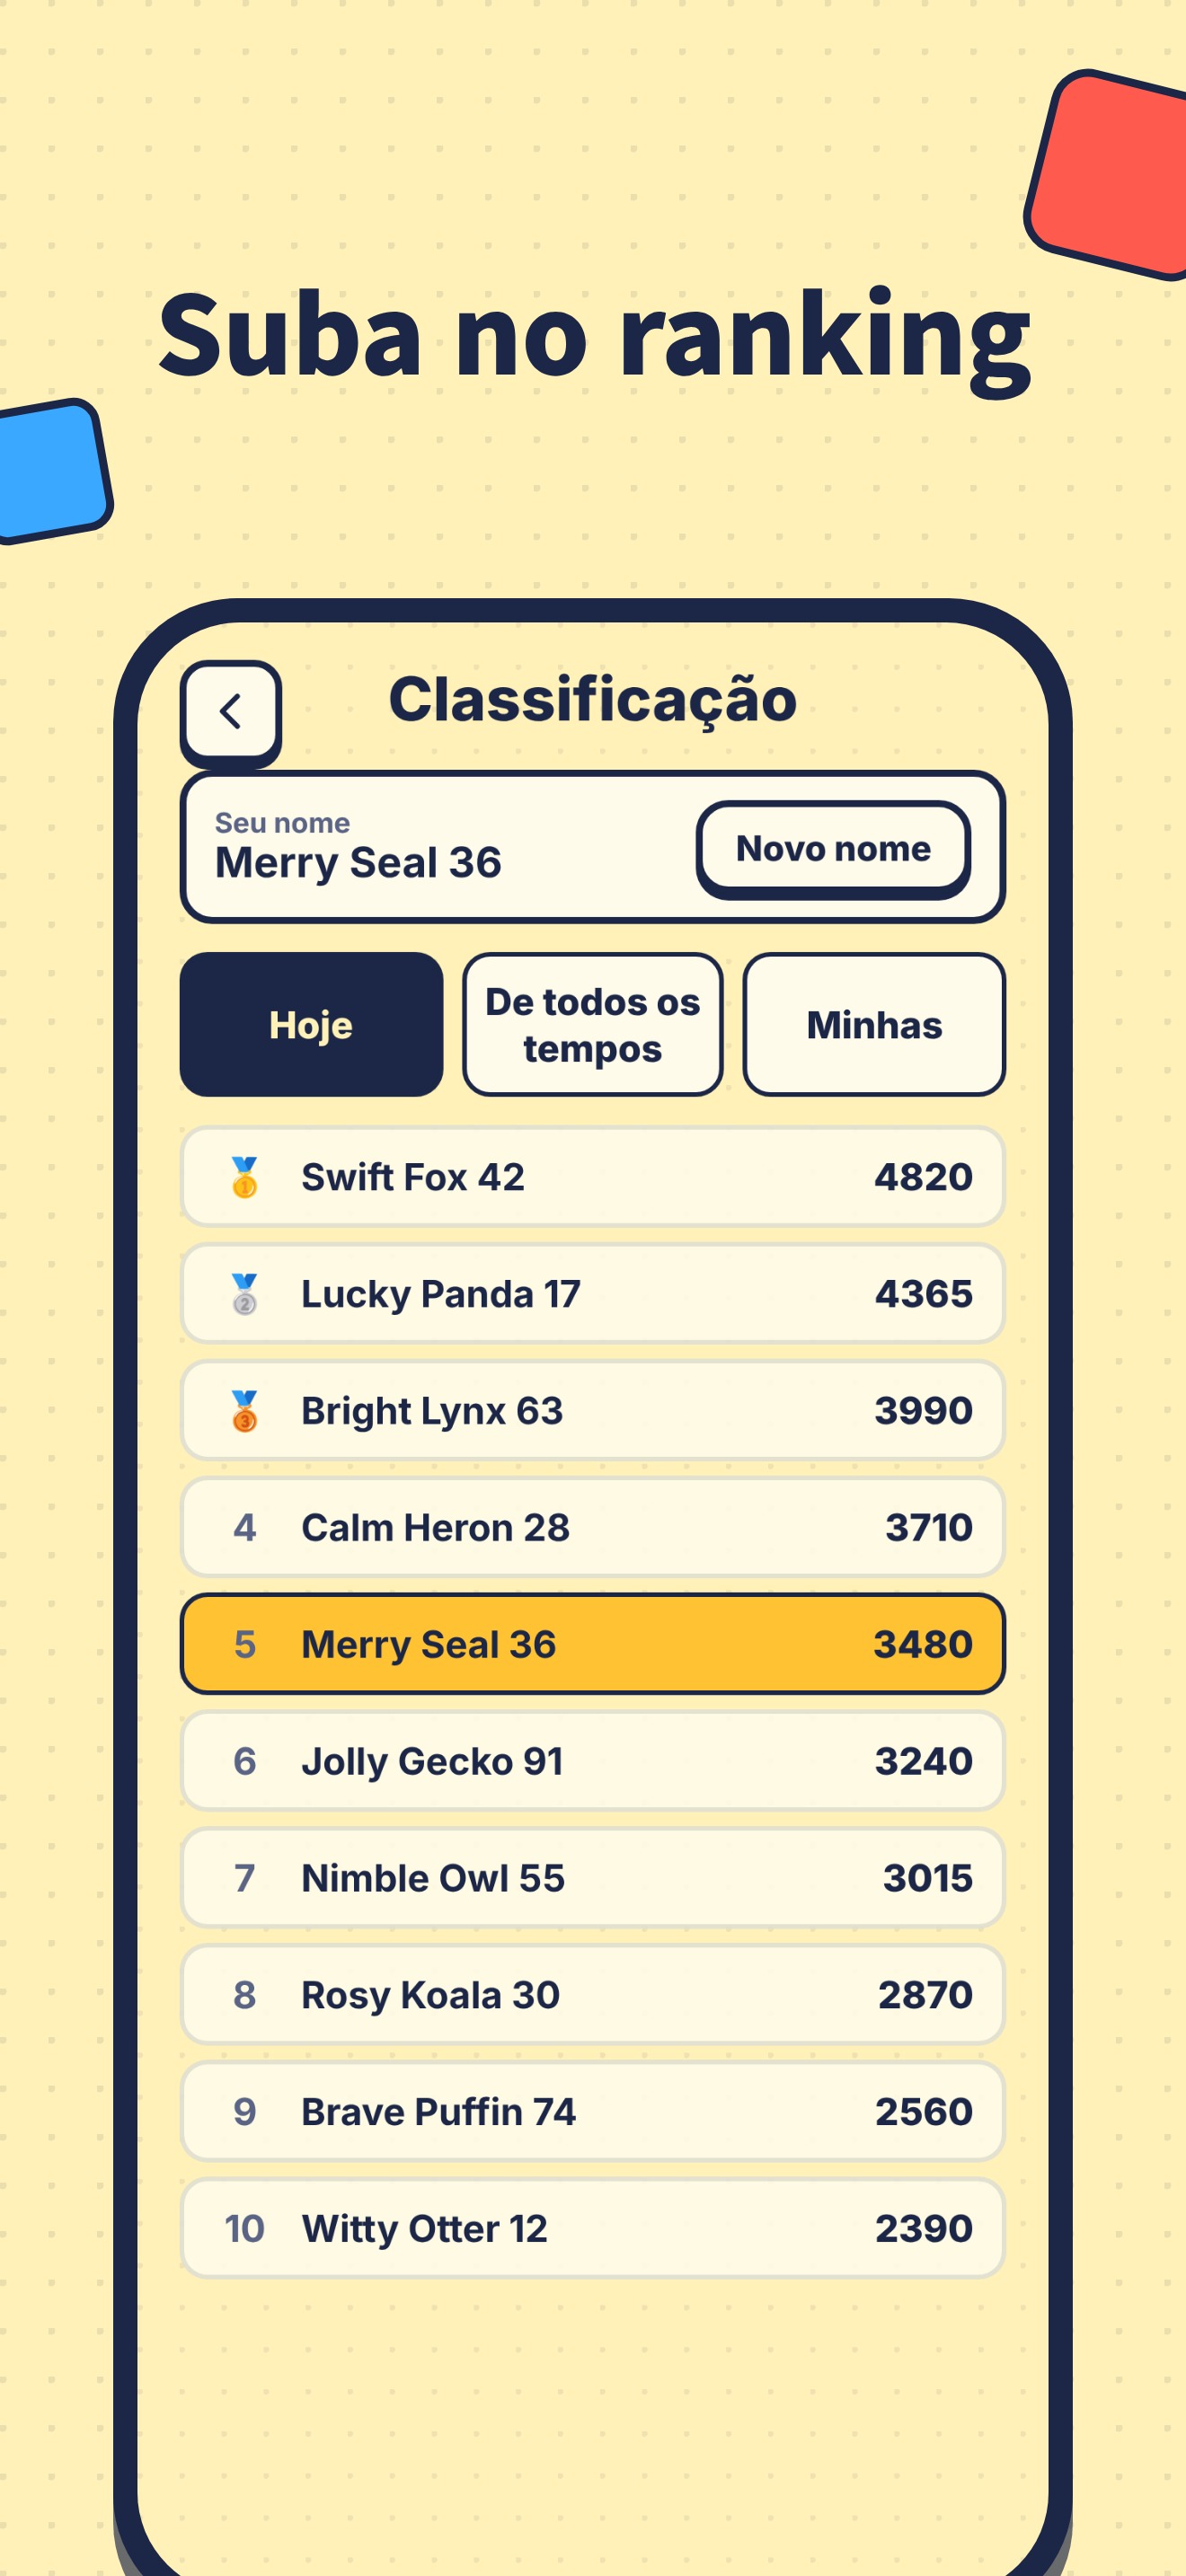 Suba no ranking
Classificação
Seu nome
Merry Seal 36
Novo nome
Hoje
De todos os
tempos
Minhas
🥇 Swift Fox 42 4820
🥈 Lucky Panda 17 4365
🥉 Bright Lynx 63 3990
4 Calm Heron 28 3710
5 Merry Seal 36 3480
6 Jolly Gecko 91 3240
7 Nimble Owl 55 3015
8 Rosy Koala 30 2870
9 Brave Puffin 74 2560
10 Witty Otter 12 2390